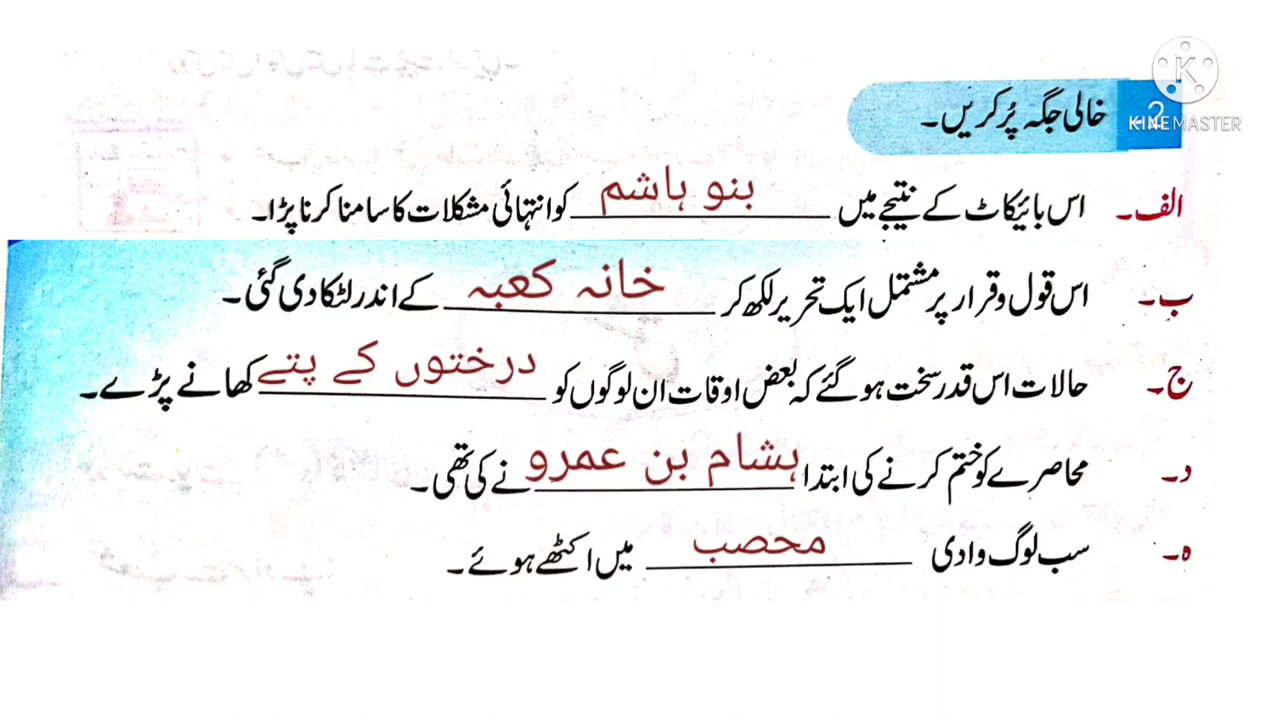 KINEMASTER
2۔ خالی جگہ پُر کریں۔
الف۔ اس بائیکاٹ کے نتیجے میں بنو ہاشم کو انتہائی مشکلات کا سامنا کرنا پڑا۔
ب۔ اس قول و قرار پر مشتمل ایک تحریر لکھ کر خانہ کعبہ کے اندر لٹکا دی گئی۔
ج۔ حالات اس قدر سخت ہو گئے کہ بعض اوقات ان لوگوں کو درختوں کے پتے کھانے پڑے۔
د۔ محاصرے کو ختم کرنے کی ابتدا ہشام بن عمرو نے کی تھی۔
ہ۔ سب لوگ وادی محصب میں اکٹھے ہوئے۔